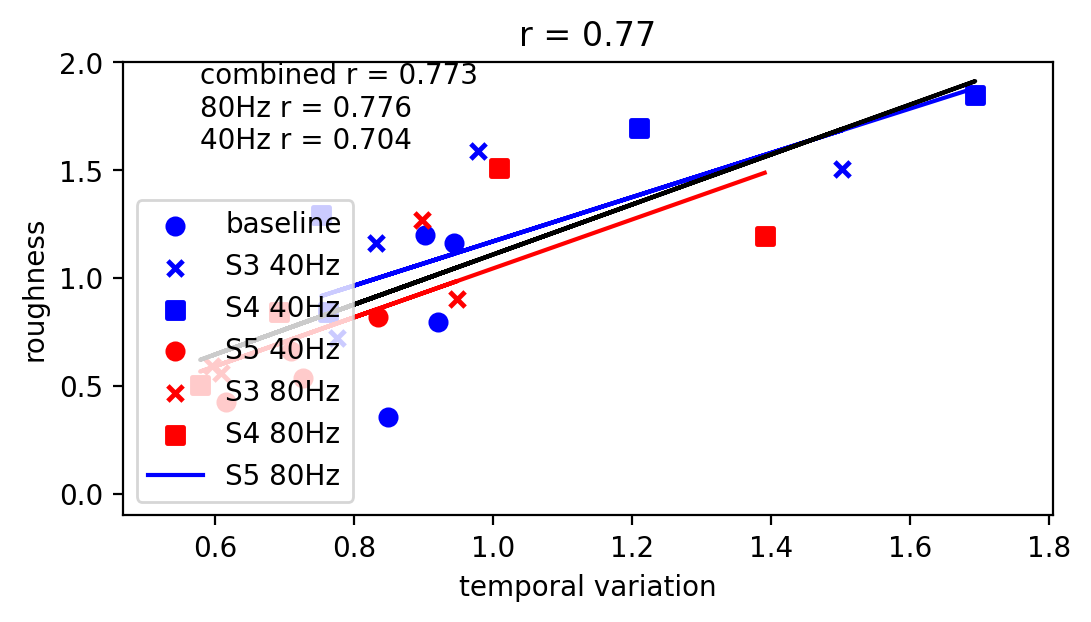 r = 0.77
combined r = 0.773
80Hz r = 0.776
40Hz r = 0.704
roughness
2.0
1.5
1.0
0.5
0.0
baseline
S3 40Hz
S4 40Hz
S5 40Hz
S3 80Hz
S4 80Hz
S5 80Hz
0.6 0.8 1.0 1.2 1.4 1.6 1.8
temporal variation